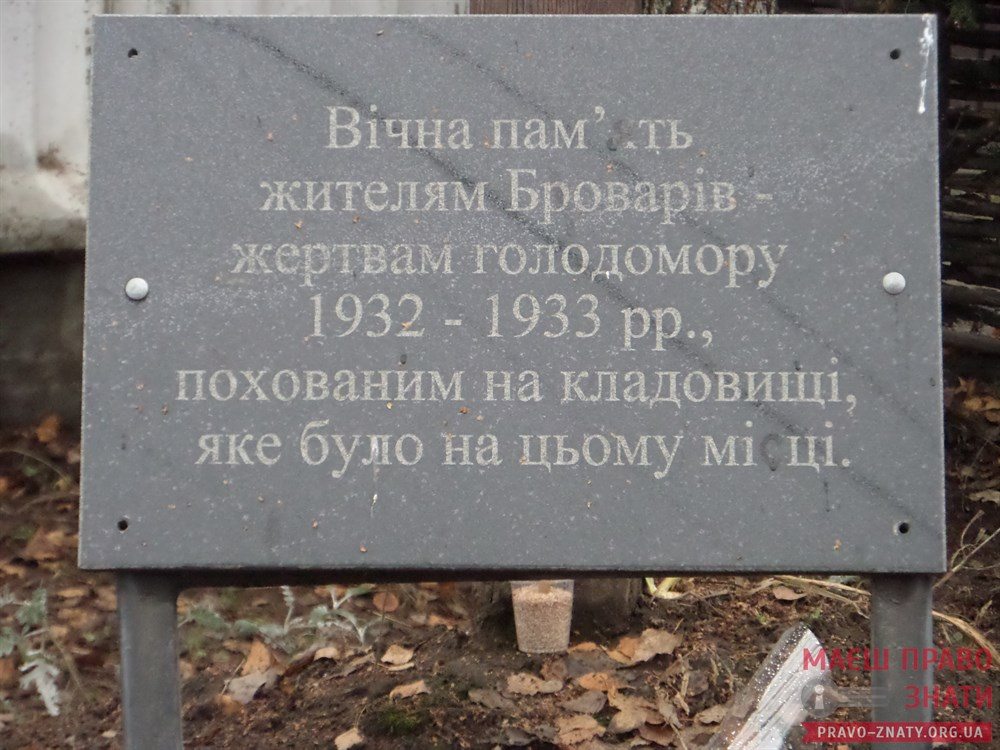 Вічна пам’ять
жителям Броварів -
жертвам голодомору
1932 - 1933 рр.,
похованим на кладовищі,
яке було на цьому місці.
МАЄШ ПРАВО
ЗНАТИ
PRAVO-ZNATY.ORG.UA